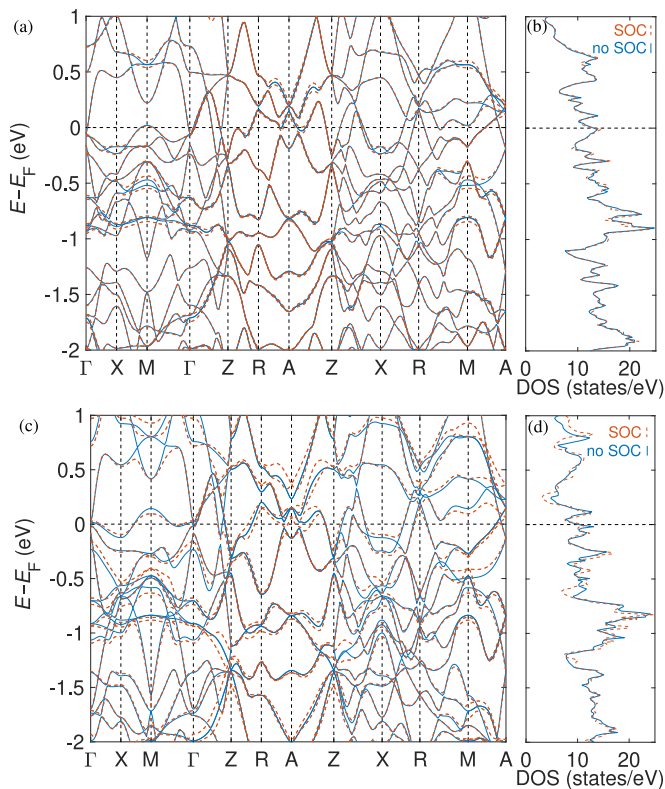 (a)
(b)
1
0.5
0
-0.5
-1
-1.5
-2
E−E_F (eV)
Γ X M Γ Z R A Z X R M A
SOC
no SOC
0 10 20
DOS (states/eV)
(c)
(d)
1
0.5
0
-0.5
-1
-1.5
-2
E−E_F (eV)
Γ X M Γ Z R A Z X R M A
SOC
no SOC
0 10 20
DOS (states/eV)